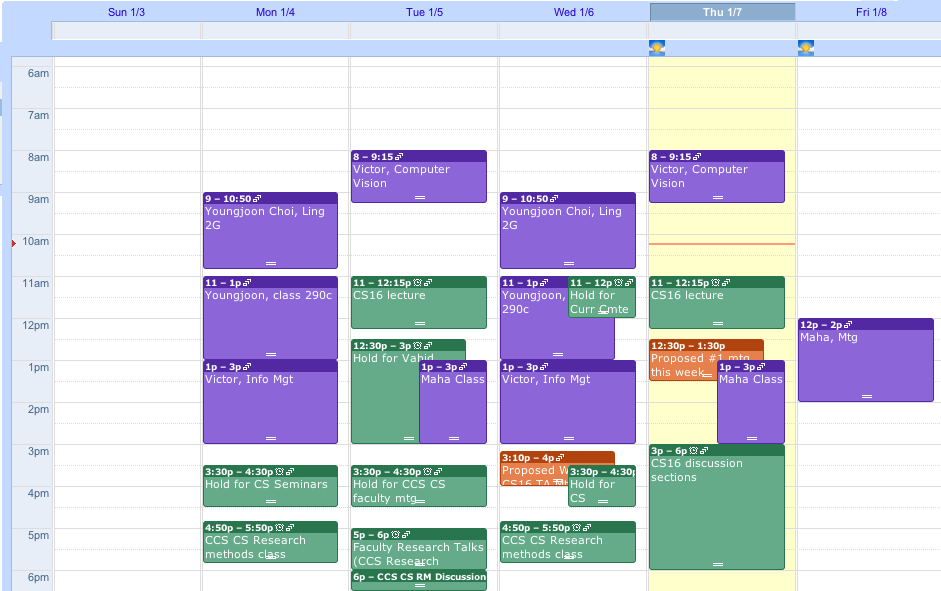 Sun 1/3
Mon 1/4
Tue 1/5
Wed 1/6
Thu 1/7
Fri 1/8
6am
7am
8am
9am
10am
11am
12pm
1pm
2pm
3pm
4pm
5pm
6pm
9 – 10:50
Youngjoon Choi, Ling
2G
11 – 1p
Youngjoon, class 290c
1p – 3p
Victor, Info Mgt
3:30p – 4:30p
Hold for CS Seminars
4:50p – 5:50p
CCS CS Research
methods class
8 – 9:15
Victor, Computer
Vision
11 – 12:15p
CS16 lecture
12:30p – 3p
Hold for Vahid
1p – 3p
Maha Class
3:30p – 4:30p
Hold for CCS CS
faculty mtg
5p – 6p
Faculty Research Talks
(CCS Research
6p – CCS CS RM Discussion
9 – 10:50
Youngjoon Choi, Ling
2G
11 – 1p
Youngjoon,
290c
11 – 12p
Hold for
Curr Cmte
1p – 3p
Victor, Info Mgt
3:10p – 4p
Proposed W
CS16 TA
3:30p – 4:30p
Hold for
CS
4:50p – 5:50p
CCS CS Research
methods class
8 – 9:15
Victor, Computer
Vision
11 – 12:15p
CS16 lecture
12:30p – 1:30p
Proposed #1 mtg
this week
1p – 3p
Maha Class
3p – 6p
CS16 discussion
sections
12p – 2p
Maha, Mtg